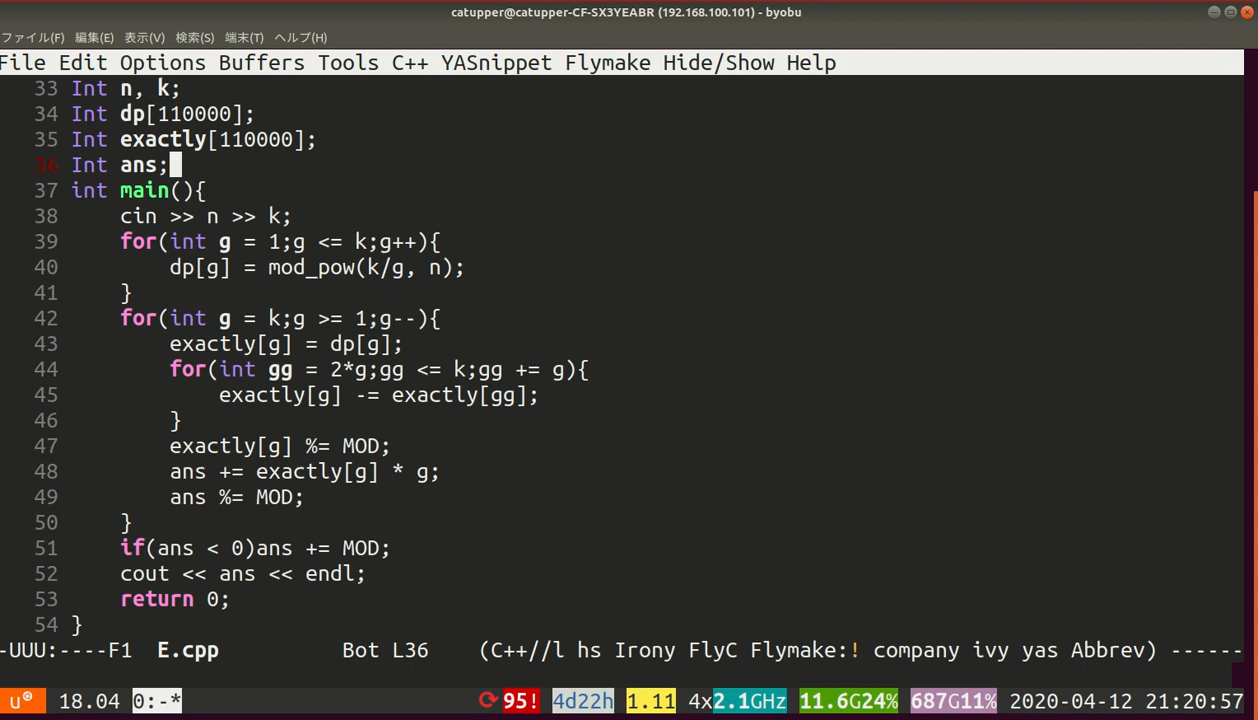 catupper@catupper-CF-SX3YEABR (192.168.100.101) - byobu
ファイル(F) 編集(E) 表示(V) 検索(S) 端末(T) ヘルプ(H)
File Edit Options Buffers Tools C++ YASnippet Flymake Hide/Show Help
33 Int n, k;
34 Int dp[110000];
35 Int exactly[110000];
36 Int ans;
37 int main(){
38     cin >> n >> k;
39     for(int g = 1;g <= k;g++){
40         dp[g] = mod_pow(k/g, n);
41     }
42     for(int g = k;g >= 1;g--){
43         exactly[g] = dp[g];
44         for(int gg = 2*g;gg <= k;gg += g){
45             exactly[g] -= exactly[gg];
46         }
47         exactly[g] %= MOD;
48         ans += exactly[g] * g;
49         ans %= MOD;
50     }
51     if(ans < 0)ans += MOD;
52     cout << ans << endl;
53     return 0;
54 }
-UUU:----F1  E.cpp          Bot L36    (C++//l hs Irony FlyC Flymake:! company ivy yas Abbrev) ------
u 18.04 0:-* ⟳95! 4d22h 1.11 4x2.1GHz 11.6G24% 687G11% 2020-04-12 21:20:57